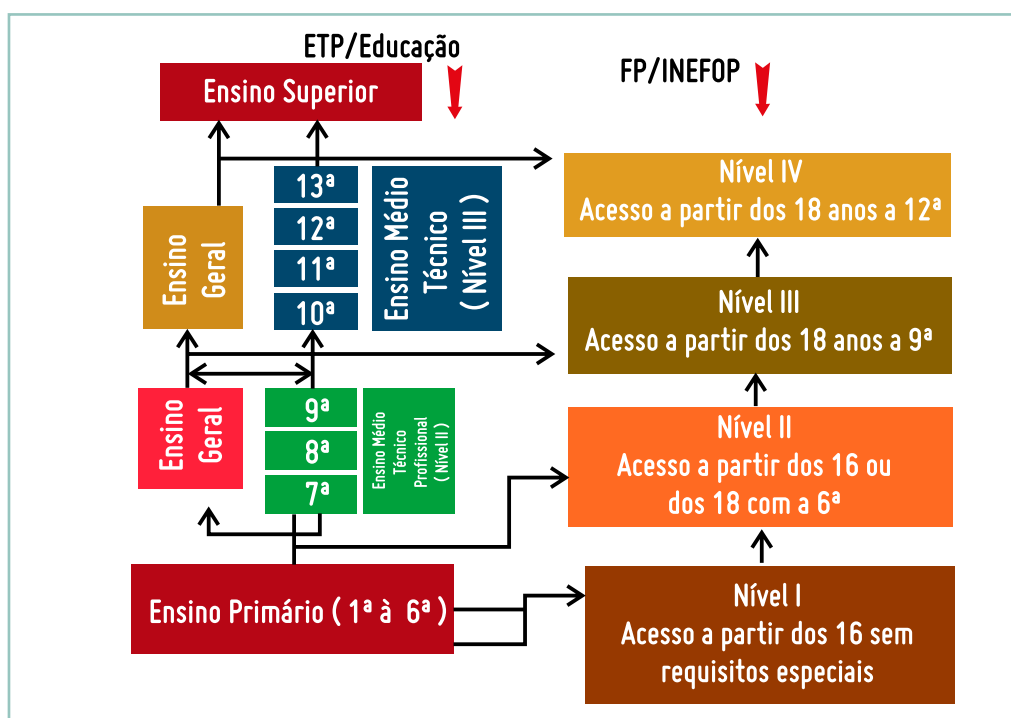 ETP/Educação
FP/INEFOP
Ensino Superior
13ª
12ª
11ª
10ª
Ensino Geral
Ensino Médio
Técnico
( Nível III )
Nível IV
Acesso a partir dos 18 anos a 12ª
Nível III
Acesso a partir dos 18 anos a 9ª
Ensino
Geral
9ª
8ª
7ª
Ensino Médio
Técnico
Profissional
( Nível II )
Nível II
Acesso a partir dos 16 ou
dos 18 com a 6ª
Ensino Primário ( 1ª à 6ª )
Nível I
Acesso a partir dos 16 sem
requisitos especiais